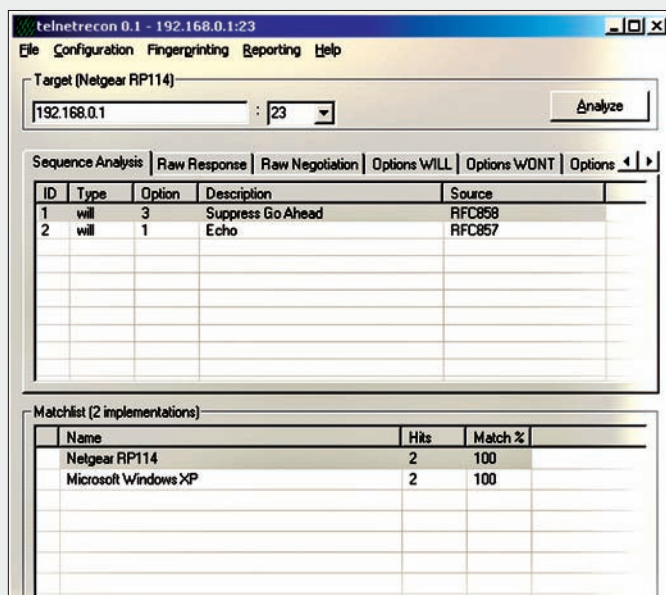 telnetrecon 0.1 - 192.168.0.1:23
File Configuration Fingerprinting Reporting Help
Target (Netgear RP114)
192.168.0.1 : 23 Analyze
Sequence Analysis Raw Response Raw Negotiation Options WILL Options WONT Options
ID Type Option Description Source
1 will 3 Suppress Go Ahead RFC858
2 will 1 Echo RFC857
Matchlist (2 implementations)
Name Hits Match %
Netgear RP114 2 100
Microsoft Windows XP 2 100